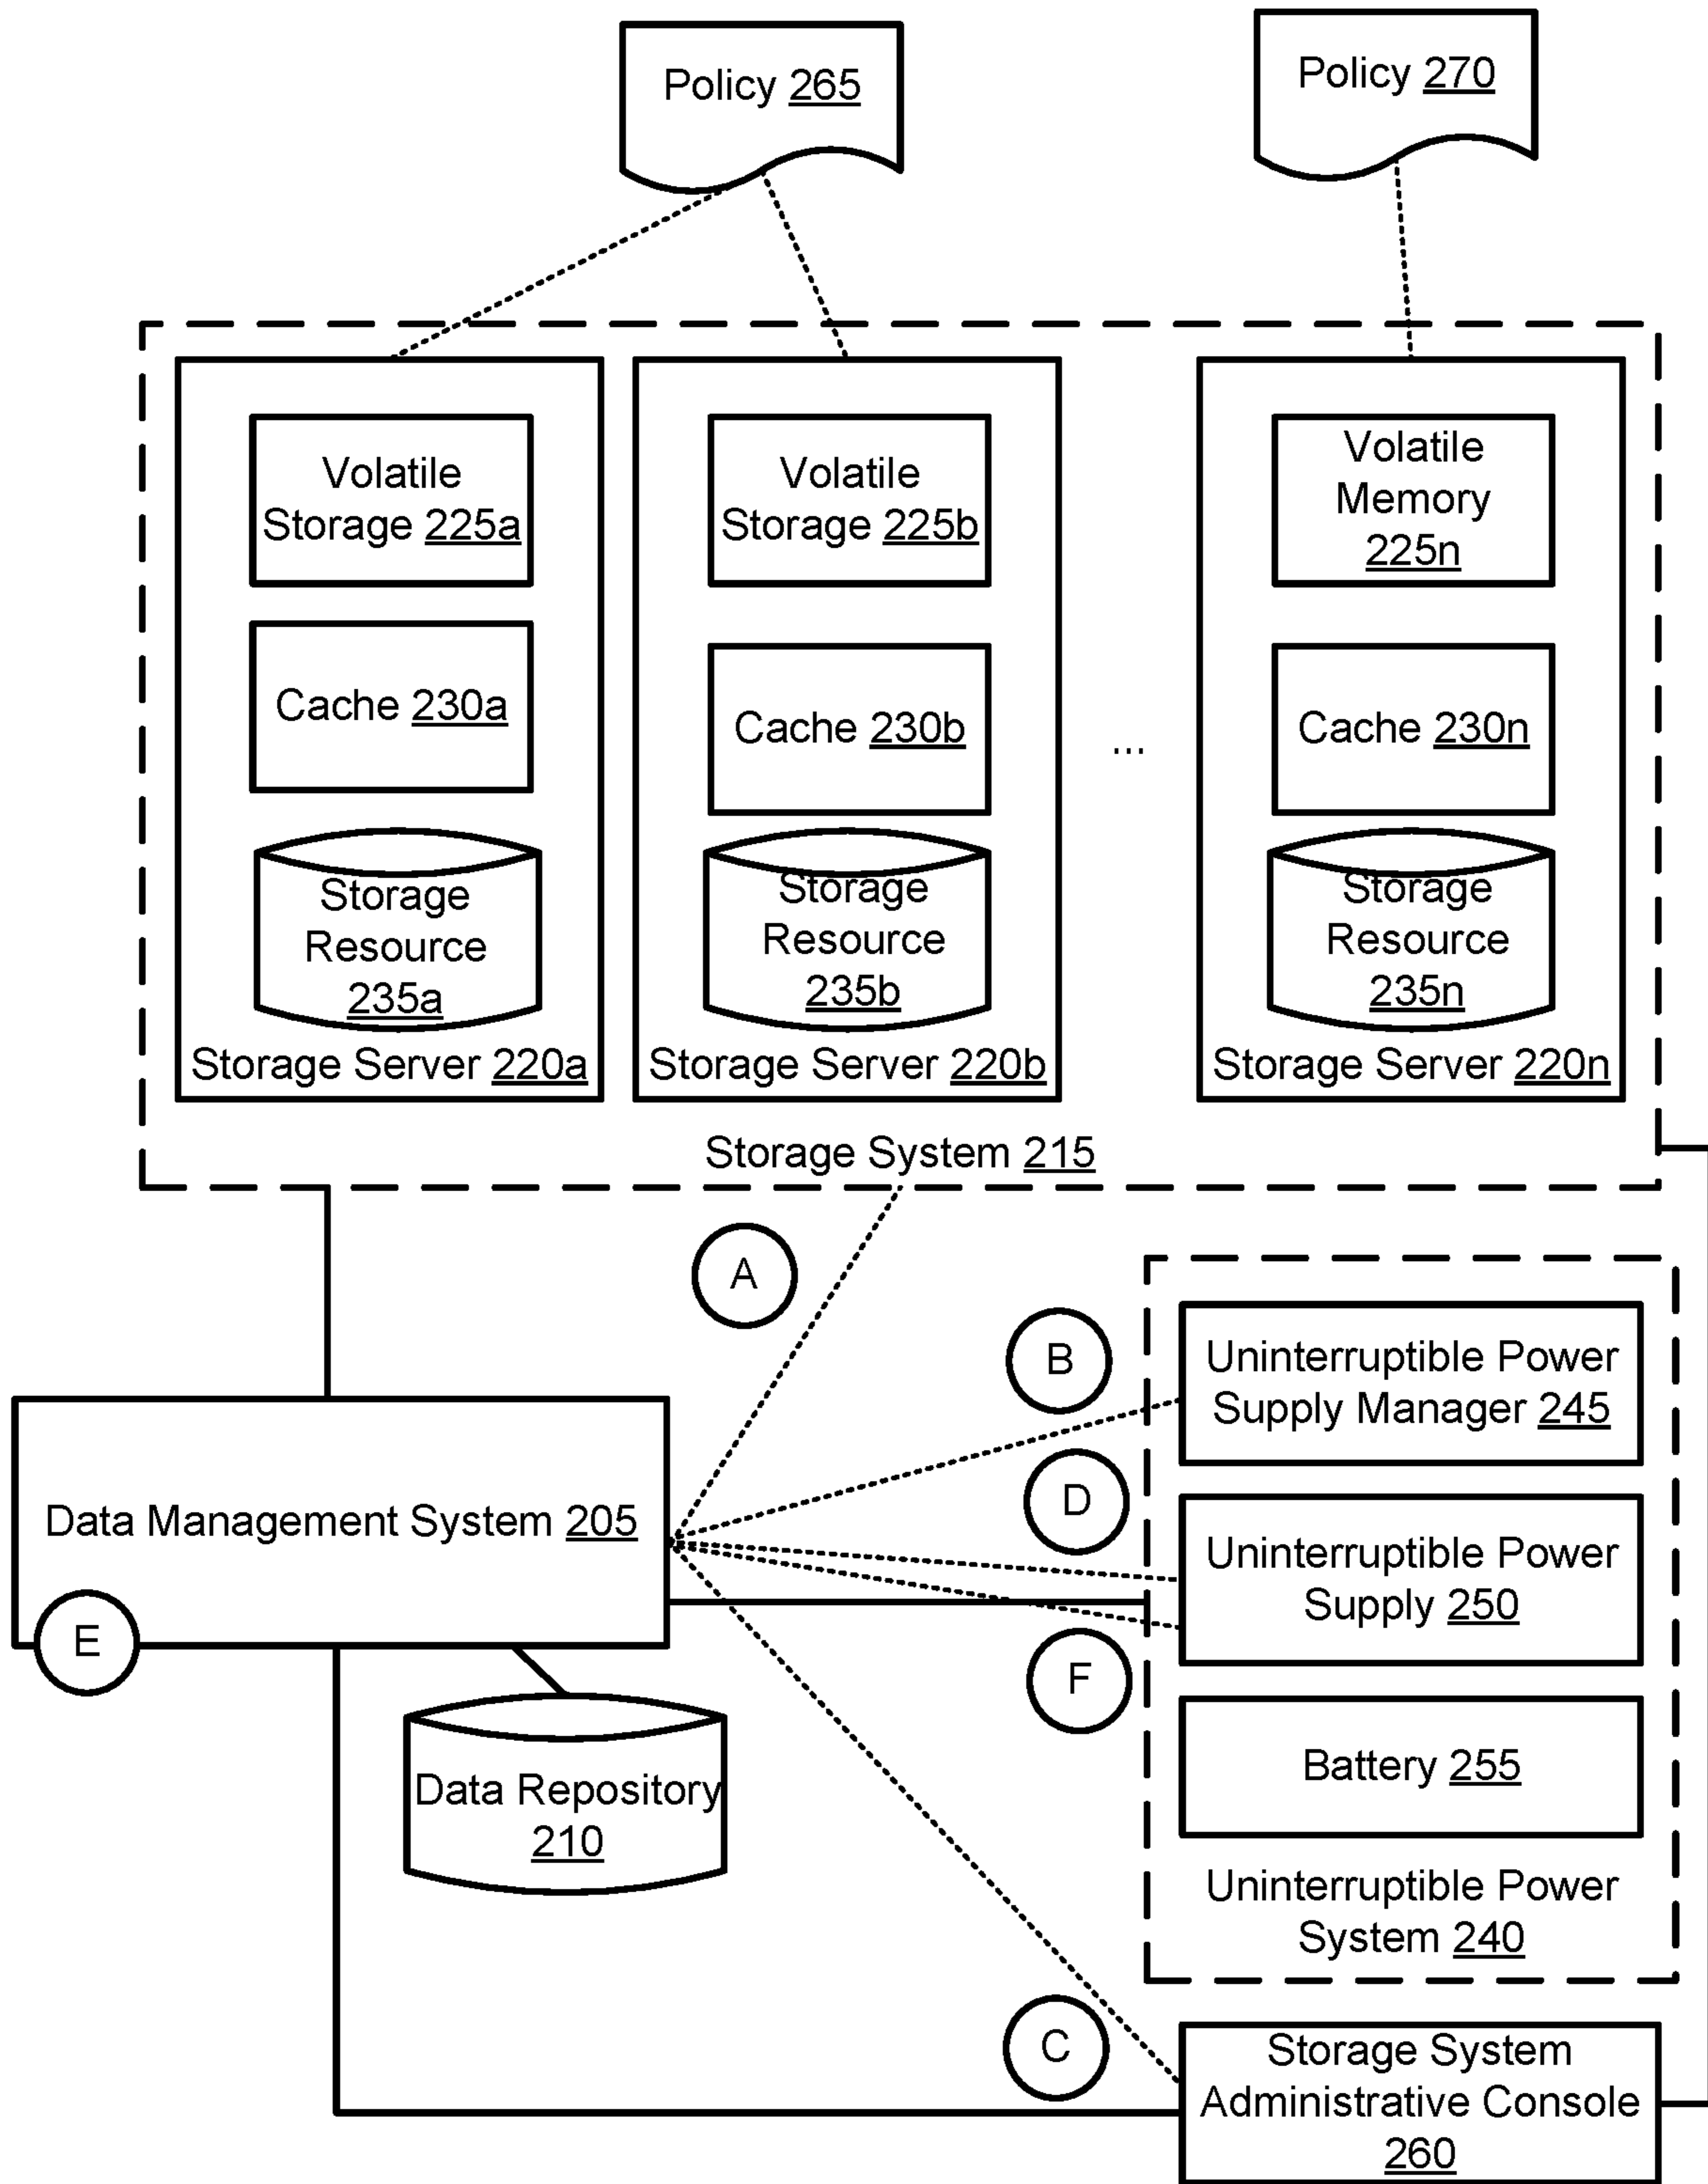 Policy 265
Policy 270
Volatile
Storage 225a
Cache 230a
Storage
Resource
235a
Storage Server 220a
Volatile
Storage 225b
Cache 230b
Storage
Resource
235b
Storage Server 220b
...
Volatile
Memory
225n
Cache 230n
Storage
Resource
235n
Storage Server 220n
Storage System 215
A
B
D
F
C
Data Management System 205
E
Data Repository
210
Uninterruptible Power
Supply Manager 245
Uninterruptible Power
Supply 250
Battery 255
Uninterruptible Power
System 240
Storage System
Administrative Console
260